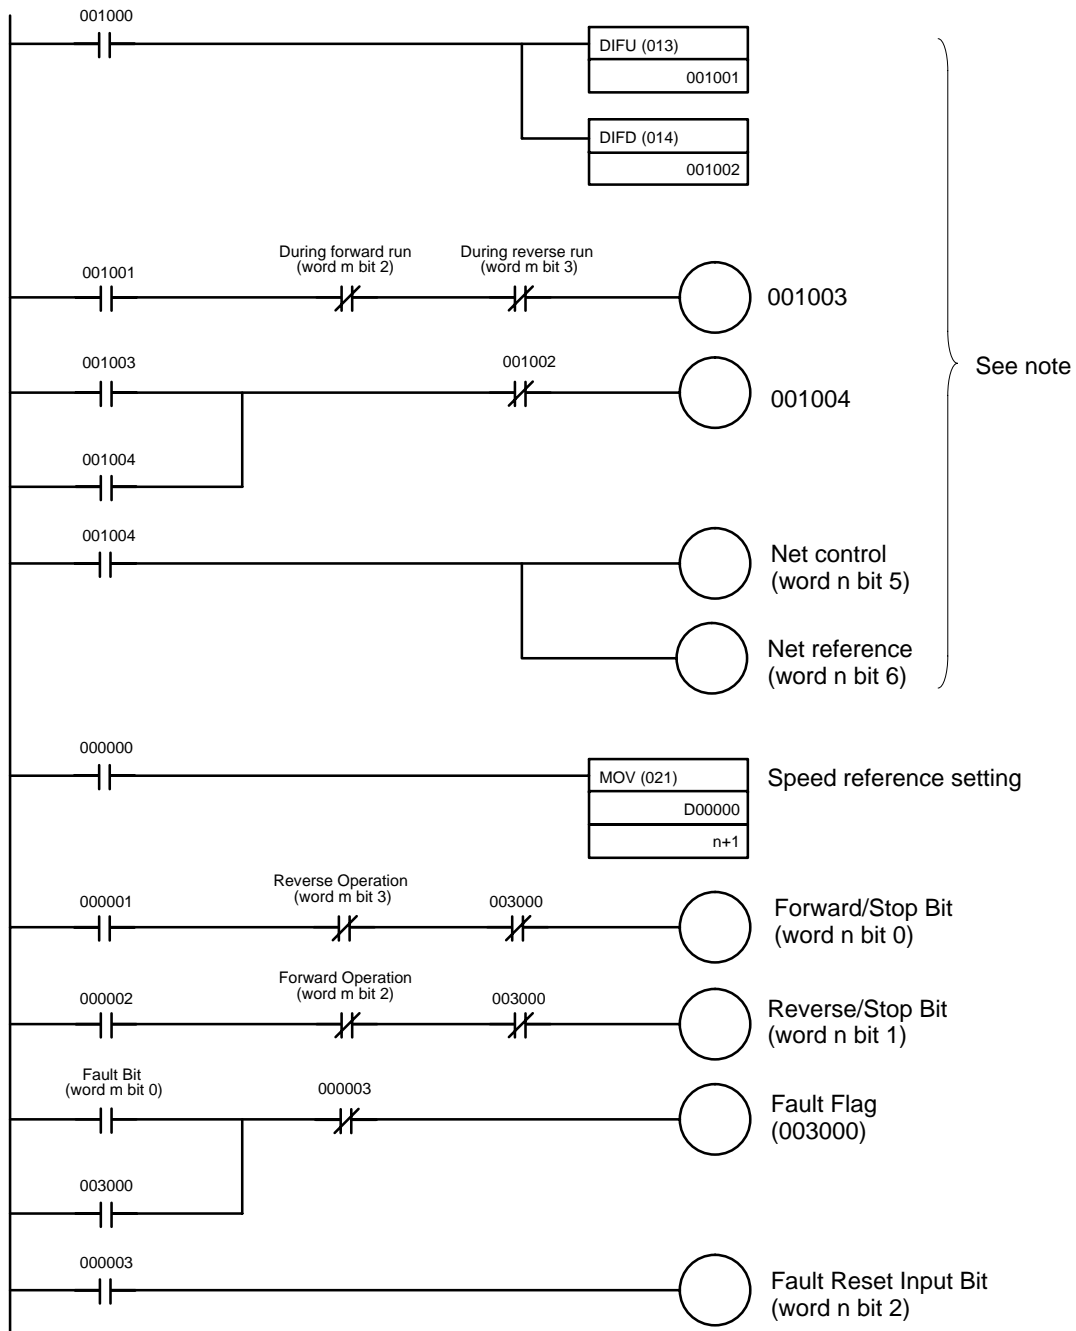 001000
DIFU (013)
001001
DIFD (014)
001002
001001
During forward run
(word m bit 2)
During reverse run
(word m bit 3)
001003
001003
001002
001004
See note
001004
001004
Net control
(word n bit 5)
Net reference
(word n bit 6)
000000
MOV (021)
D00000
n+1
Speed reference setting
000001
Reverse Operation
(word m bit 3)
003000
Forward/Stop Bit
(word n bit 0)
000002
Forward Operation
(word m bit 2)
003000
Reverse/Stop Bit
(word n bit 1)
Fault Bit
(word m bit 0)
000003
Fault Flag
(003000)
003000
000003
Fault Reset Input Bit
(word n bit 2)